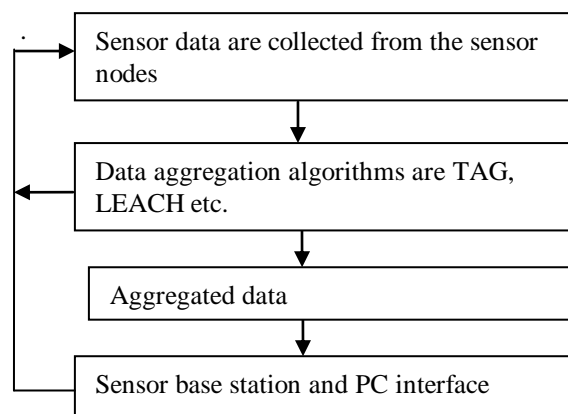 Sensor data are collected from the sensor
nodes
Data aggregation algorithms are TAG,
LEACH etc.
Aggregated data
Sensor base station and PC interface